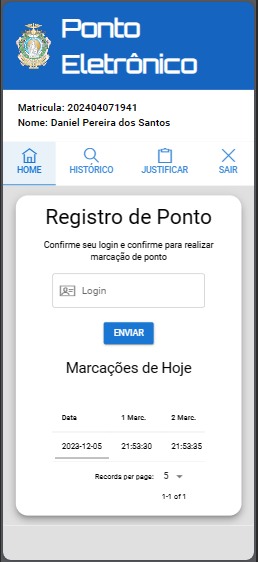 Ponto
Eletrônico
Matricula: 202404071941
Nome: Daniel Pereira dos Santos
HOME HISTÓRICO JUSTIFICAR SAIR
Registro de Ponto
Confirme seu login e confirme para realizar
marcação de ponto
Login
ENVIAR
Marcações de Hoje
Data 1 Marc. 2 Marc.
2023-12-05 21:53:30 21:53:35
Records per page: 5
1-1 of 1